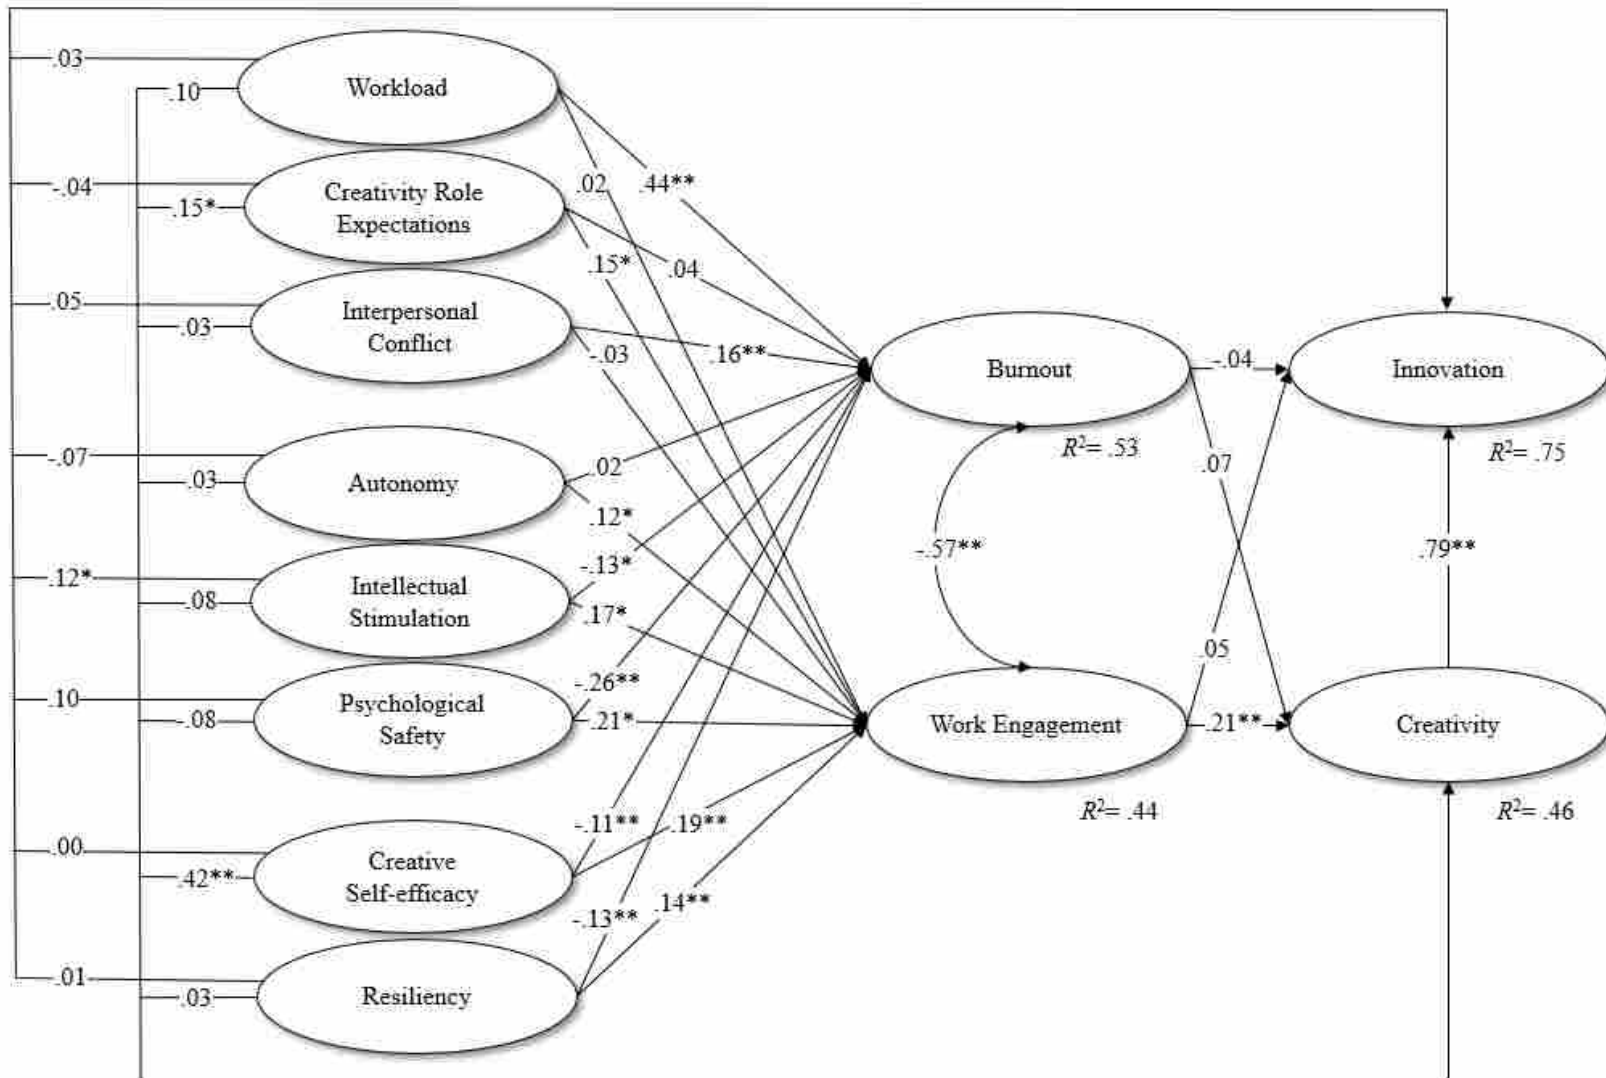 .03
Workload
.10
-.04
Creativity Role
Expectations
.15*
.02
.44**
.15*
.04
.05
Interpersonal
Conflict
.03
-.03
.16**
Burnout
-.04
Innovation
R²= .53
R²= .75
-.07
Autonomy
.03
.02
.07
.12*
-.57**
.79**
.12*
Intellectual
Stimulation
-.08
-.13*
.17*
.05
.10
Psychological
Safety
-.08
-.26**
.21*
Work Engagement
.21**
Creativity
R²= .44
R²= .46
.00
Creative
Self-efficacy
.42**
-.11**
.19**
-.13**
.14**
.01
Resiliency
.03